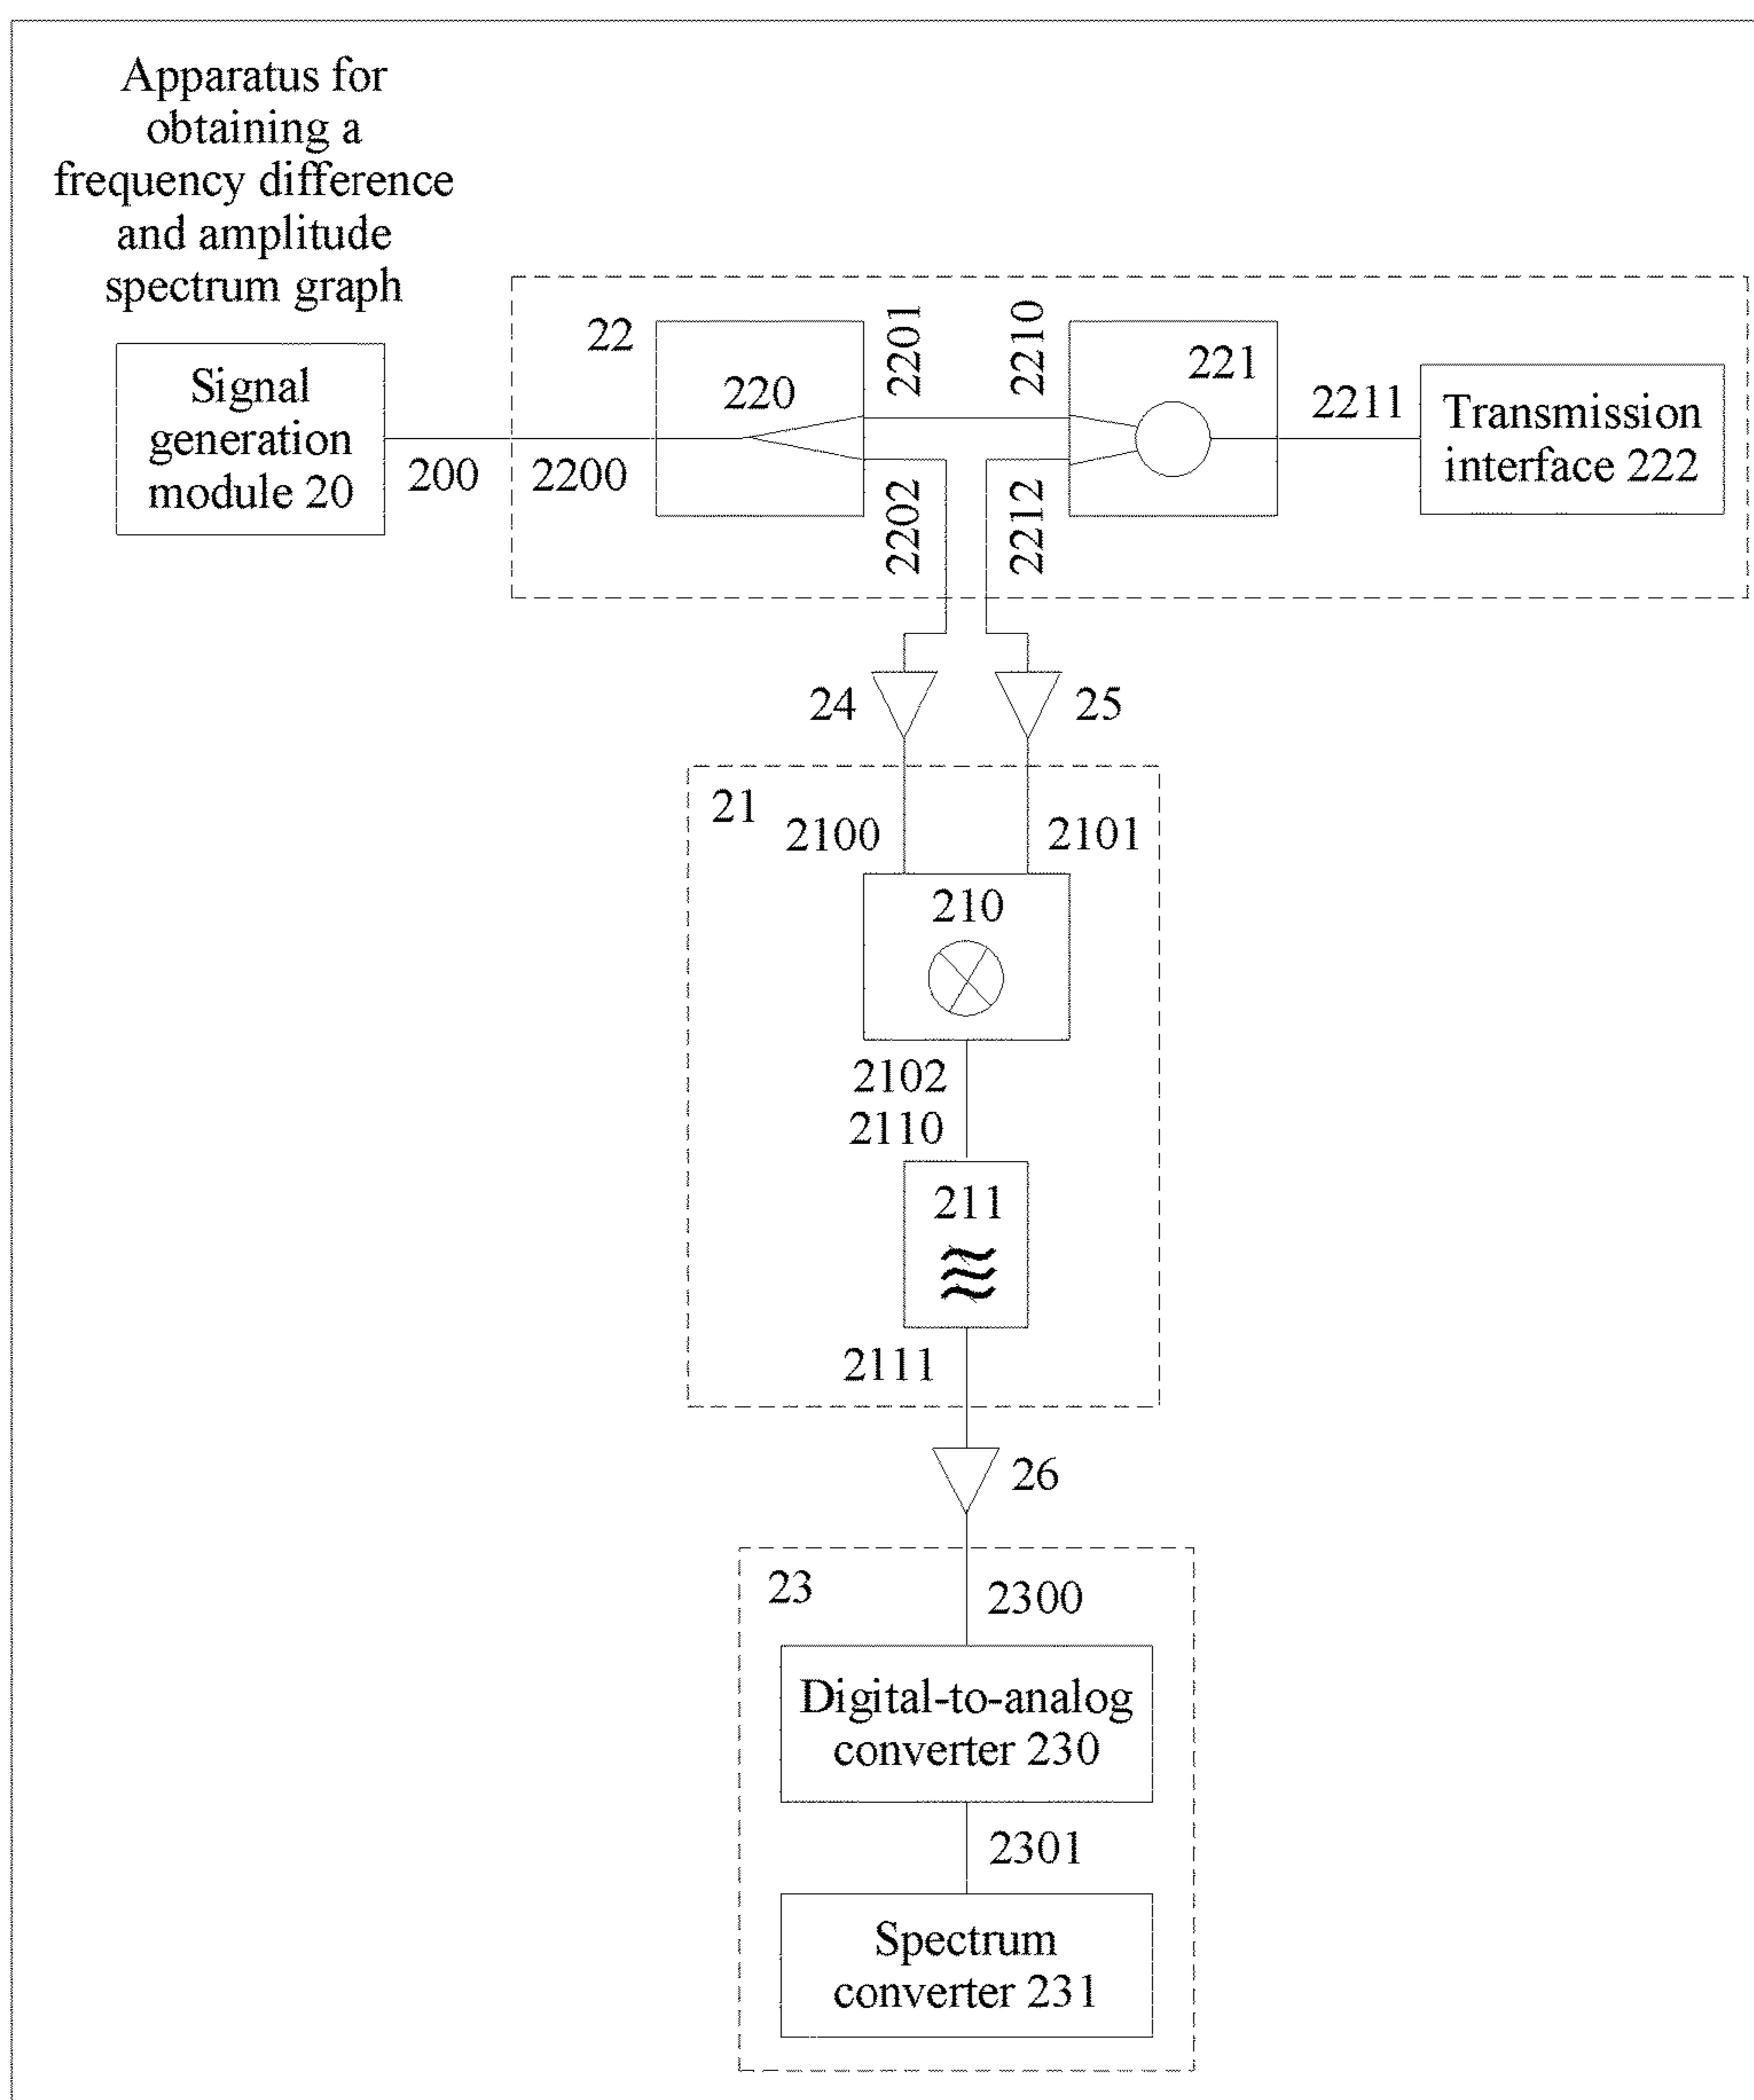 Apparatus for
obtaining a
frequency difference
and amplitude
spectrum graph
22
2201
2210
221
220
2211
Signal
generation
module 20
Transmission
interface 222
200
2200
2202
2212
24
25
21
2100
2101
210
2102
2110
211
2111
26
23
2300
Digital-to-analog
converter 230
2301
Spectrum
converter 231